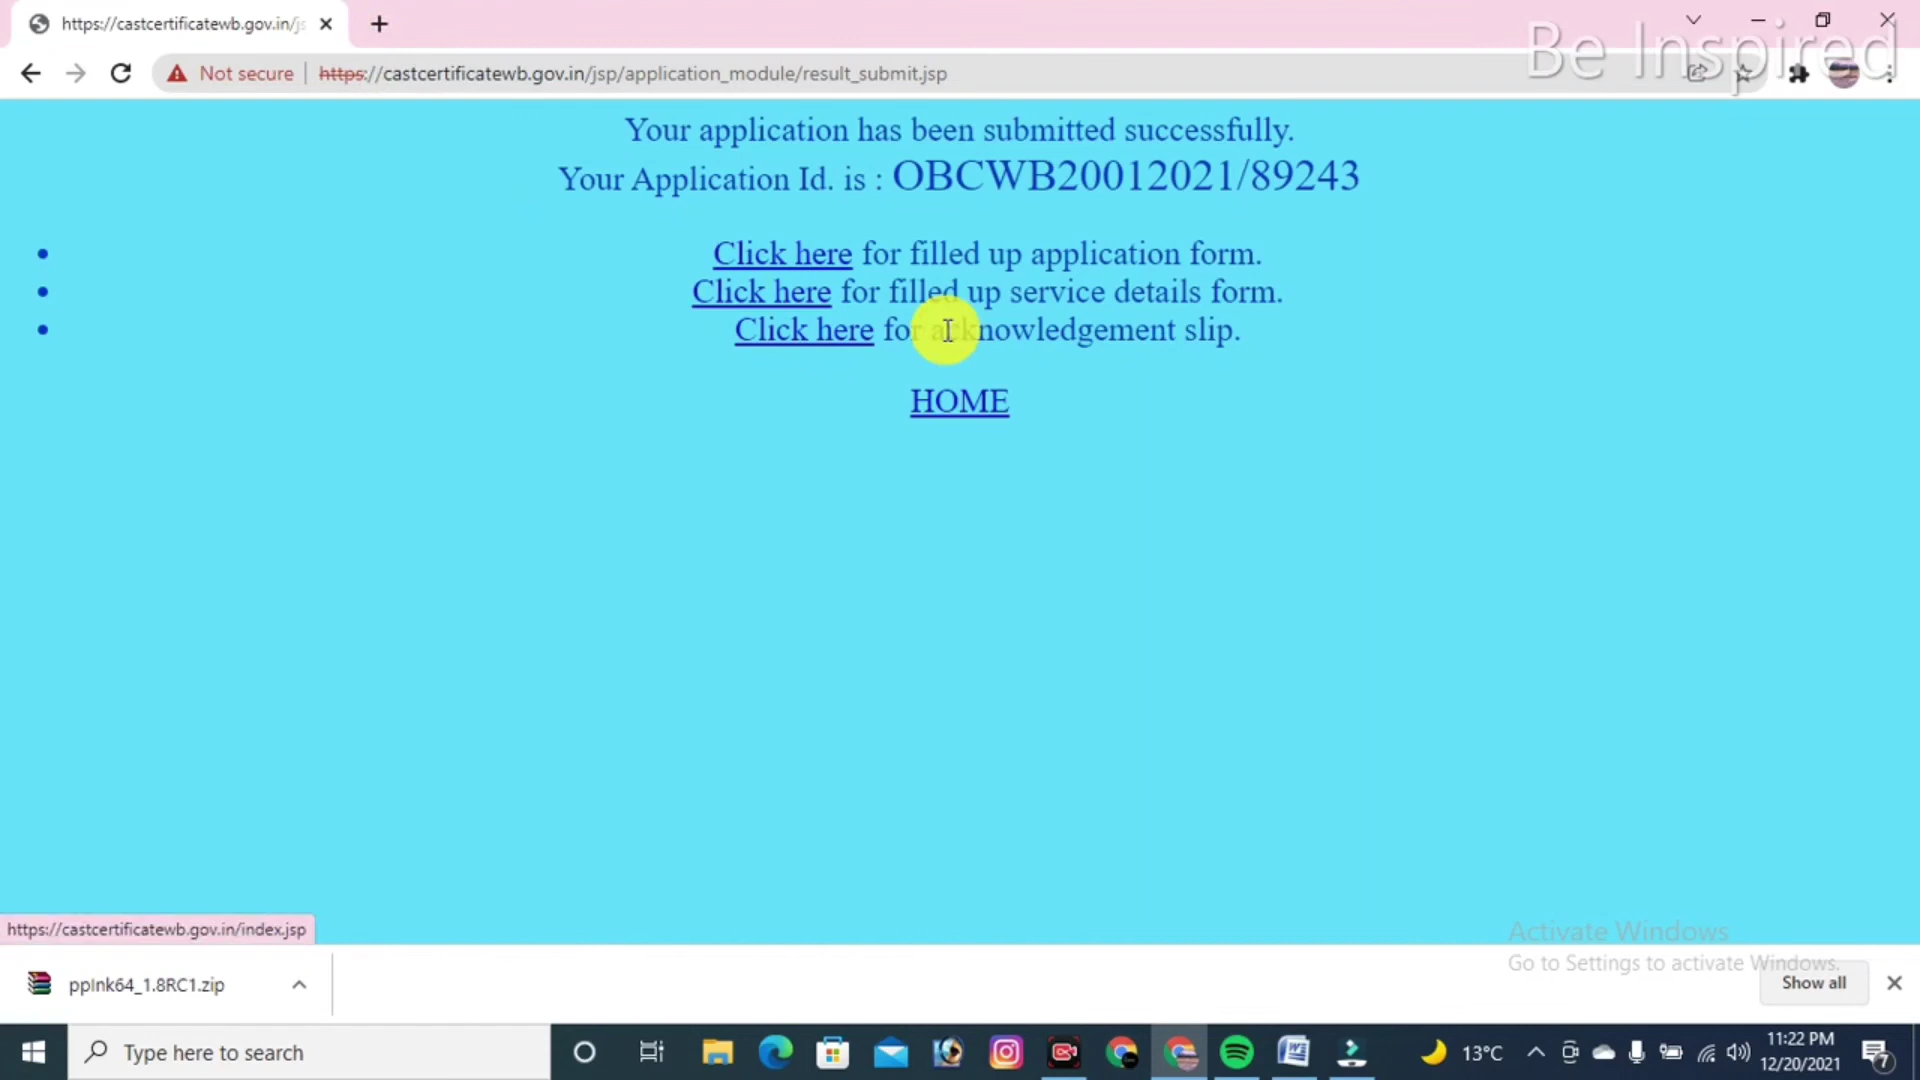 https://castcertificatewb.gov.in/js
Be Inspired
Not secure
https://castcertificatewb.gov.in/jsp/application_module/result_submit.jsp
Your application has been submitted successfully.
Your Application Id. is : OBCWB20012021/89243
Click here for filled up application form.
Click here for filled up service details form.
Click here for acknowledgement slip.
HOME
https://castcertificatewb.gov.in/index.jsp
Activate Windows
Go to Settings to activate Windows.
ppInk64_1.8RC1.zip
Show all
Type here to search
13°C
11:22 PM
12/20/2021
7